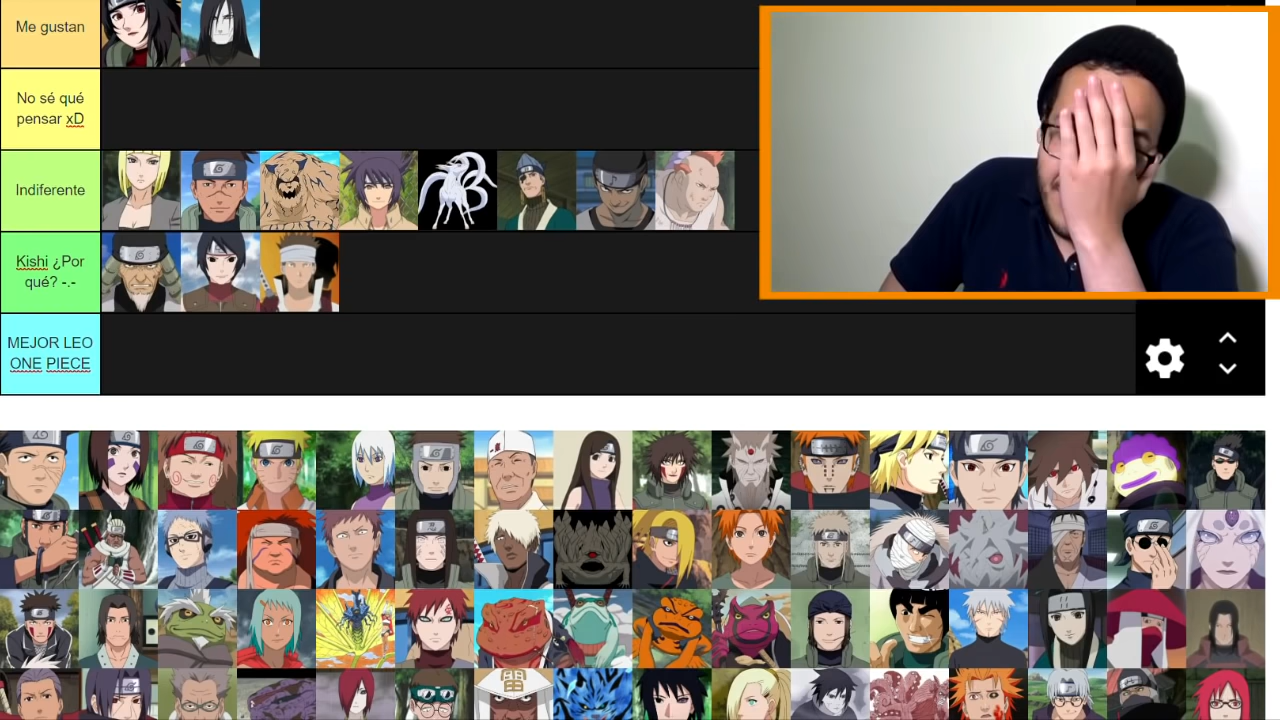 Me gustan
No sé qué
pensar xD
Indiferente
Kishi ¿Por
qué? -.-
MEJOR LEO
ONE PIECE